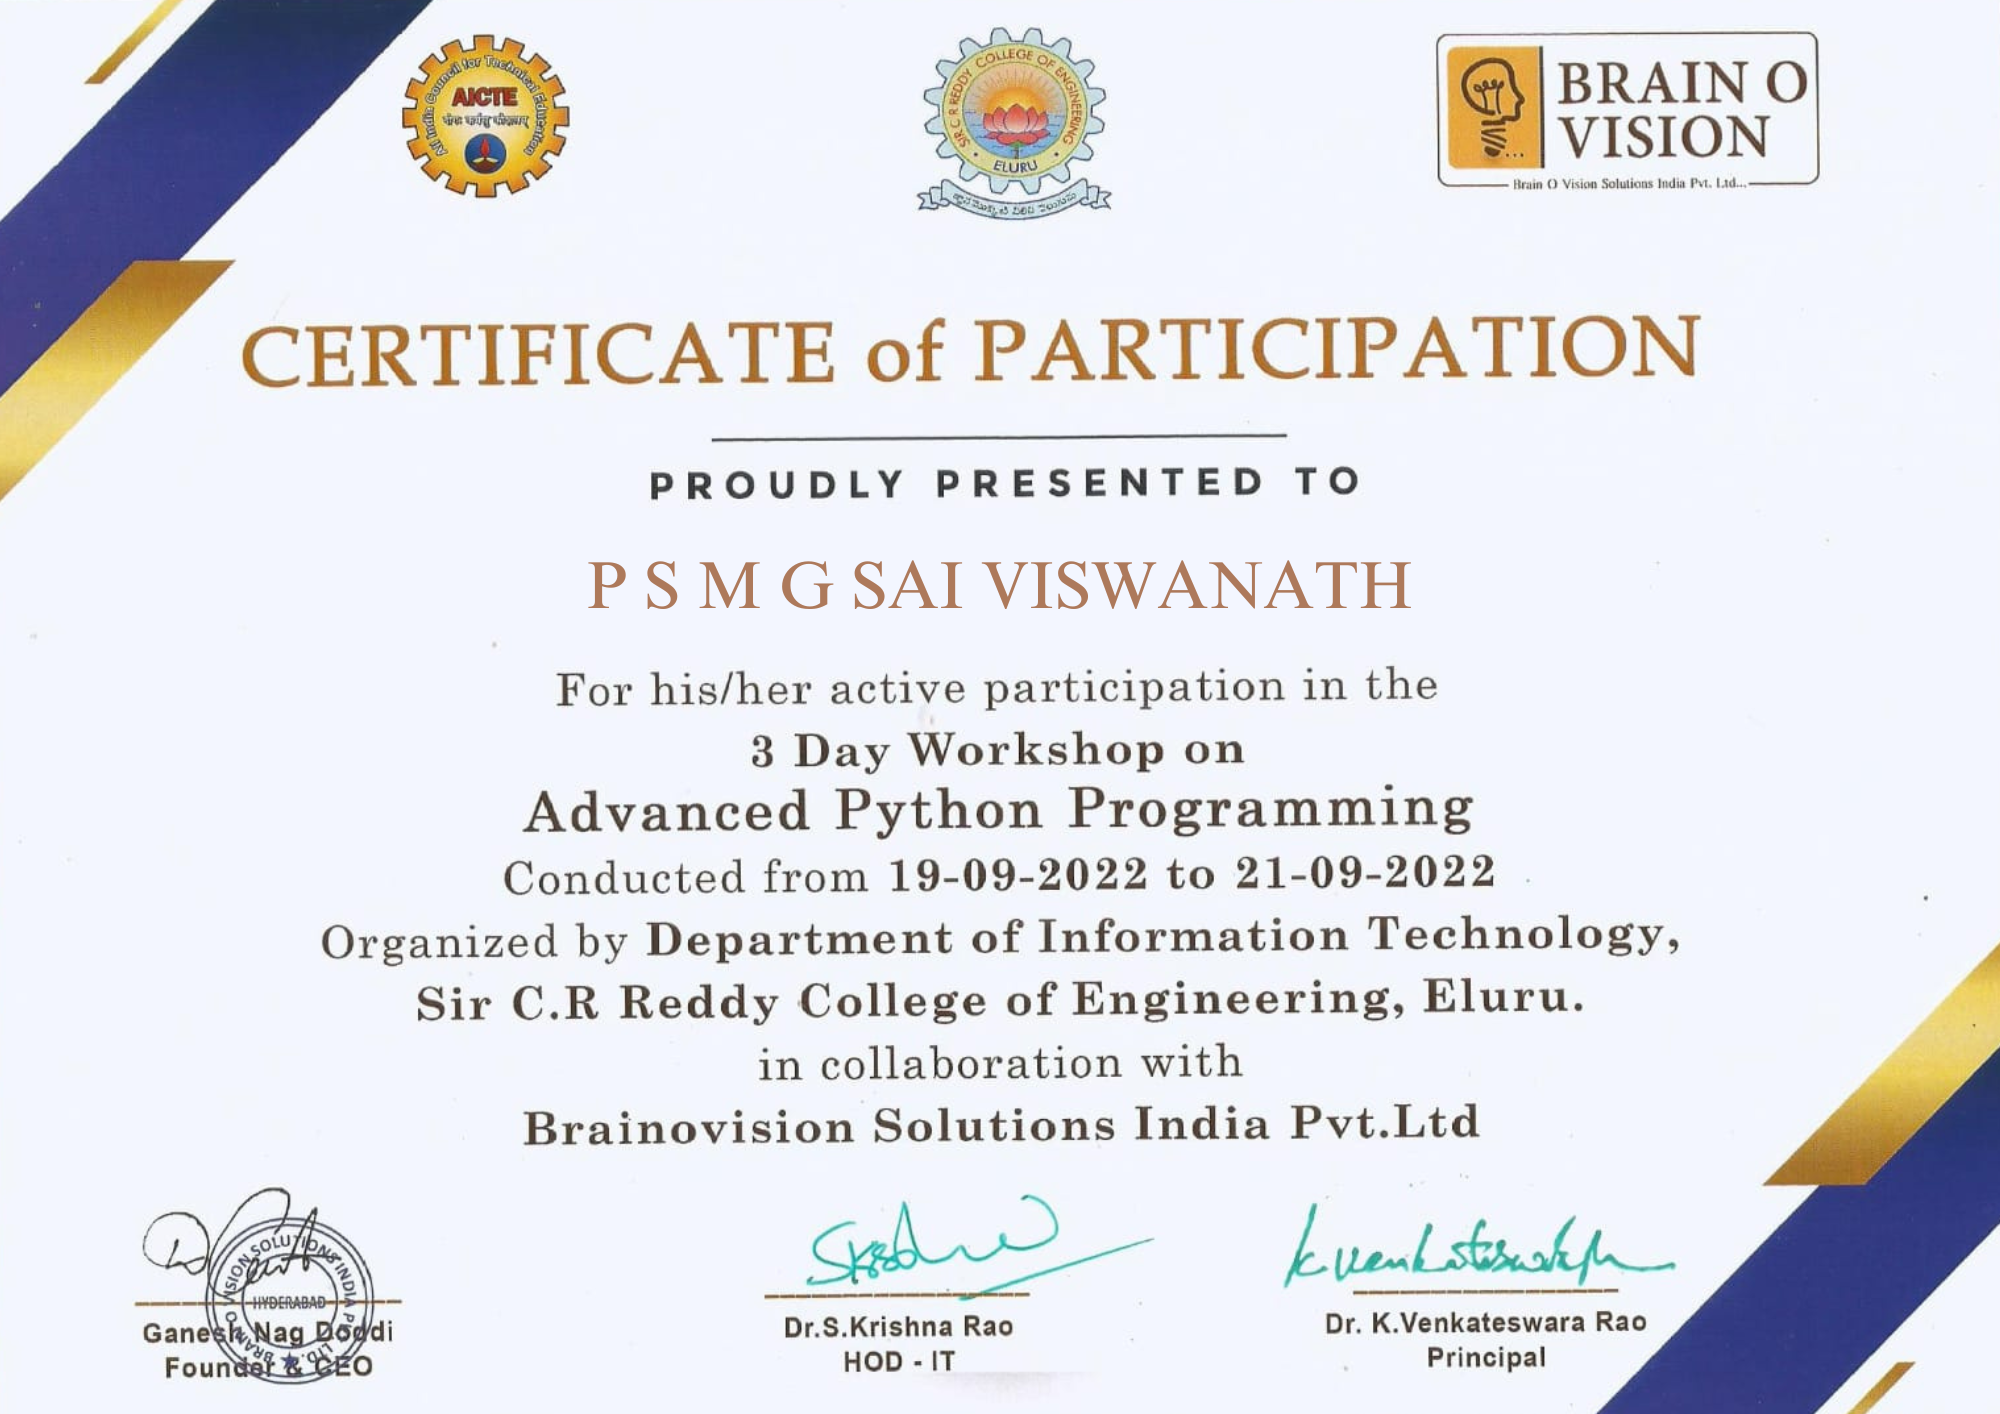 All India Council for Technical Education
AICTE
SIR C R REDDY COLLEGE OF ENGINEERING
ELURU
BRAIN O
VISION
Brain O Vision Solutions India Pvt. Ltd...
CERTIFICATE of PARTICIPATION
PROUDLY PRESENTED TO
P S M G SAI VISWANATH
For his/her active participation in the
3 Day Workshop on
Advanced Python Programming
Conducted from 19-09-2022 to 21-09-2022
Organized by Department of Information Technology,
Sir C.R Reddy College of Engineering, Eluru.
in collaboration with
Brainovision Solutions India Pvt.Ltd
BRAIN O VISION SOLUTIONS INDIA PVT. LTD.
HYDERABAD
Ganesh Nag Doddi
Founder & CEO
Dr.S.Krishna Rao
HOD - IT
Dr. K.Venkateswara Rao
Principal